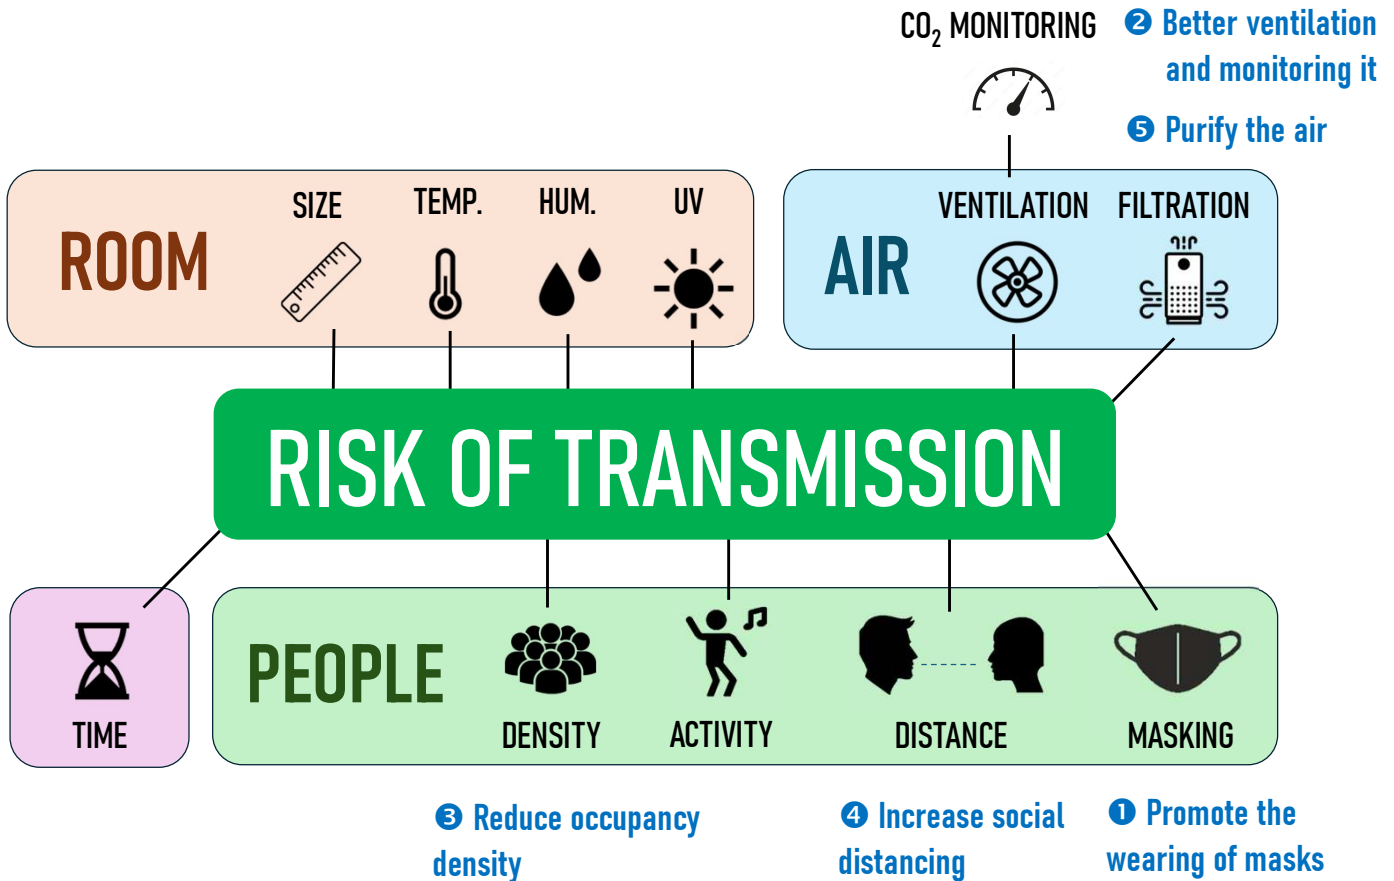 CO₂ MONITORING
❷ Better ventilation
and monitoring it
❺ Purify the air
ROOM
SIZE
TEMP.
HUM.
UV
AIR
VENTILATION
FILTRATION
RISK OF TRANSMISSION
TIME
PEOPLE
DENSITY
ACTIVITY
DISTANCE
MASKING
❸ Reduce occupancy
density
❹ Increase social
distancing
❶ Promote the
wearing of masks